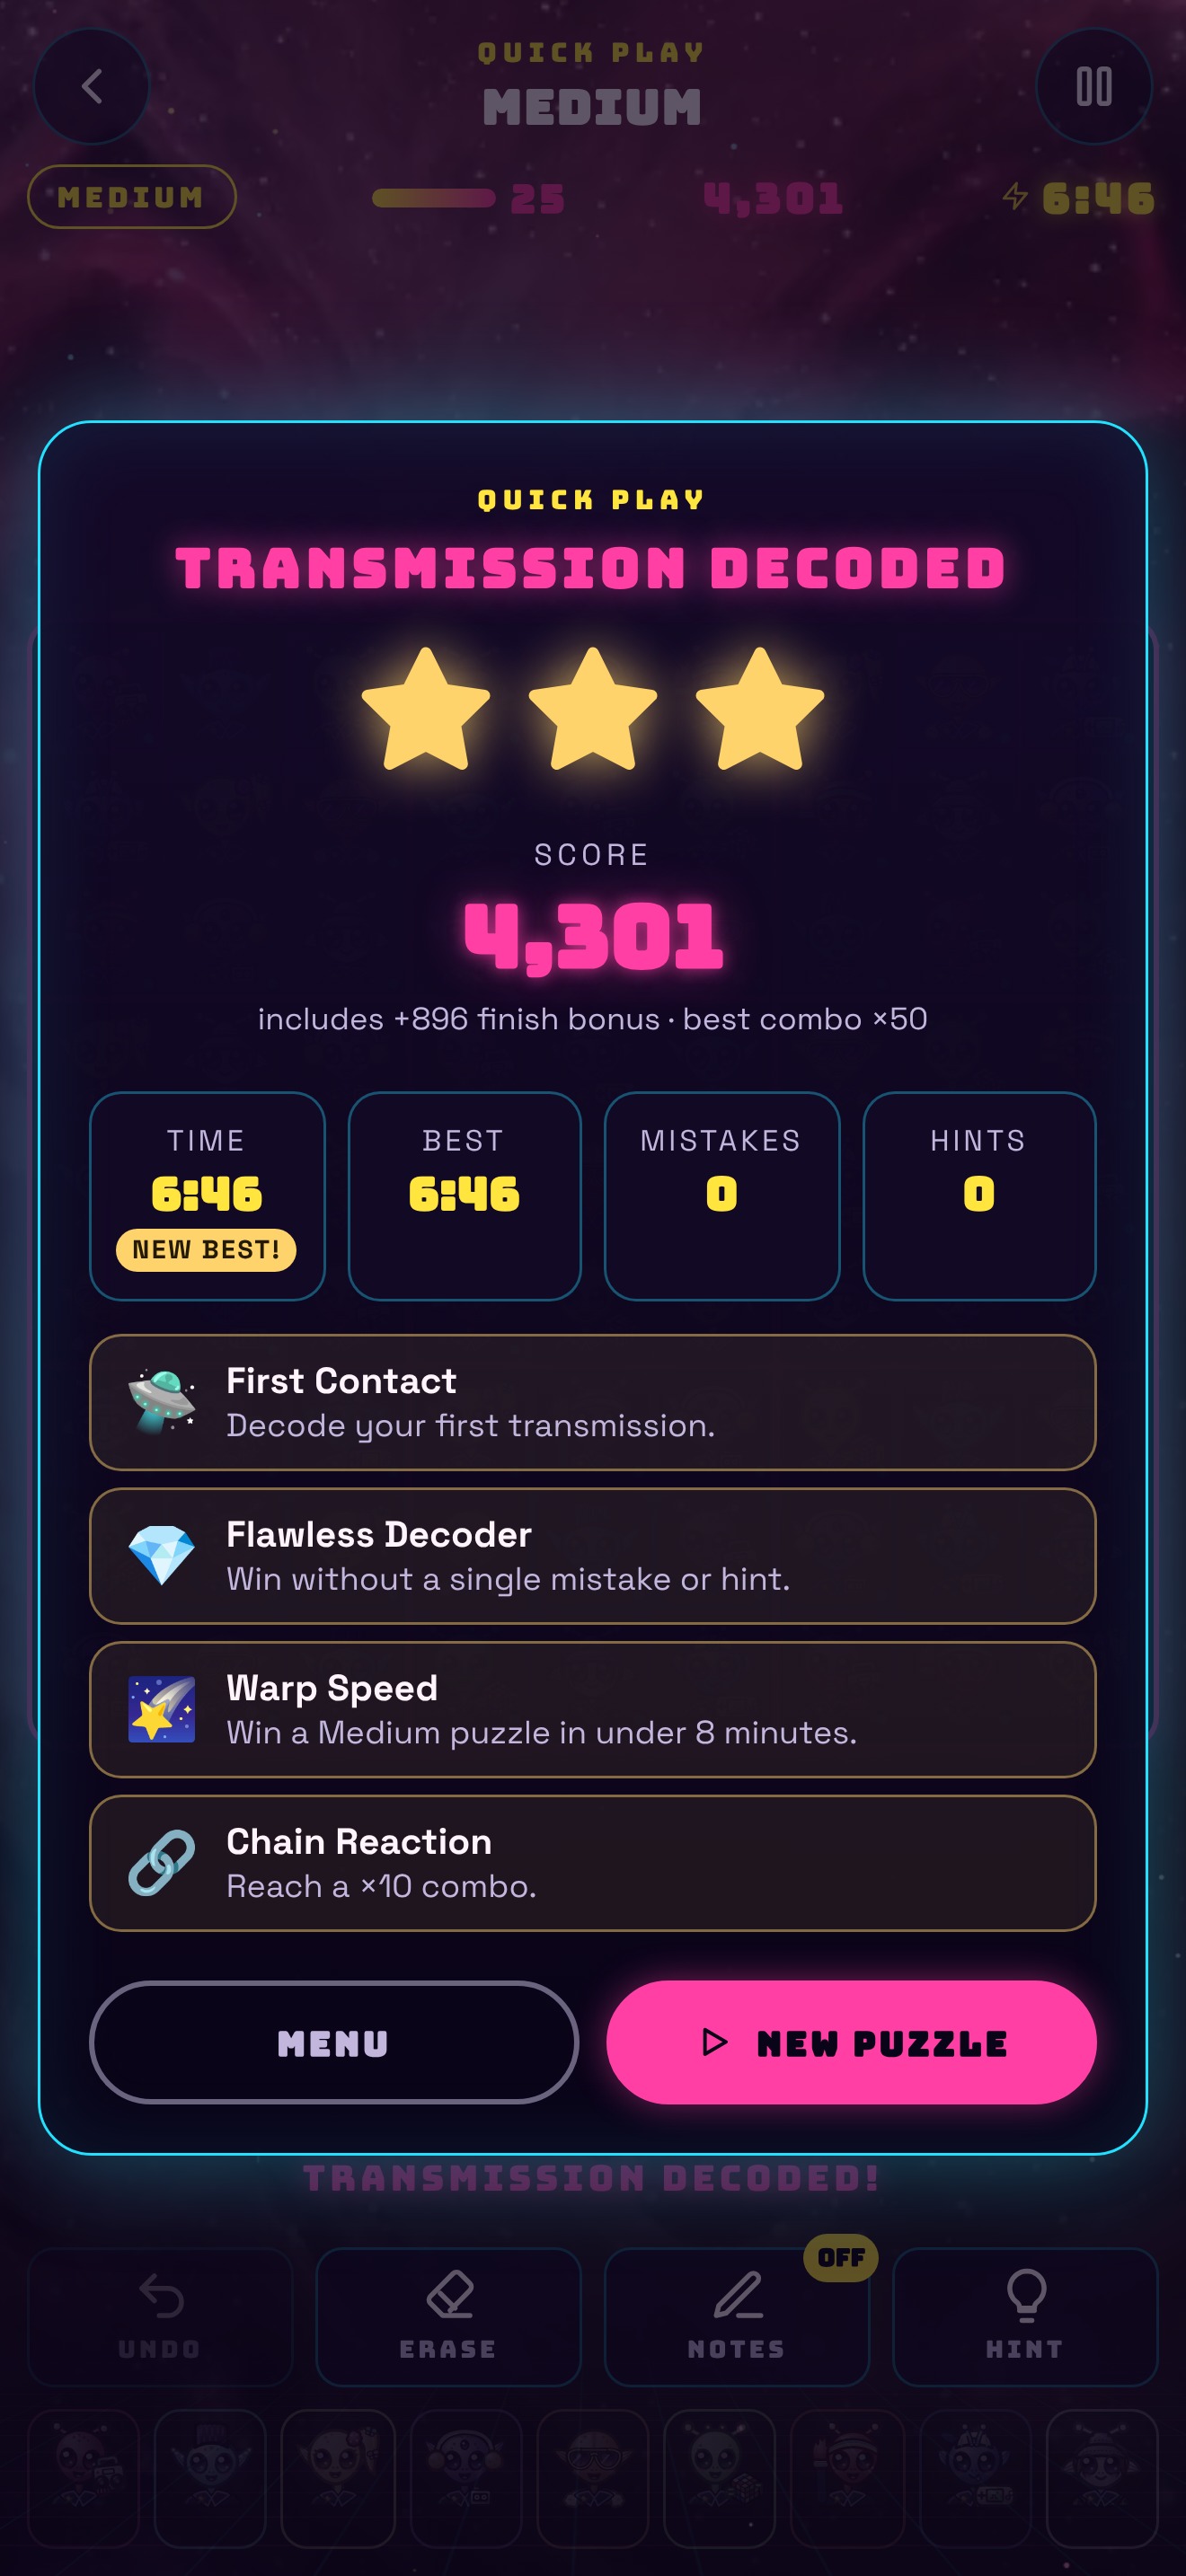 QUICK PLAY
MEDIUM
MEDIUM
25
4,301
6:46
QUICK PLAY
TRANSMISSION DECODED
SCORE
4,301
includes +896 finish bonus · best combo ×50
TIME
6:46
NEW BEST!
BEST
6:46
MISTAKES
0
HINTS
0
First Contact
Decode your first transmission.
Flawless Decoder
Win without a single mistake or hint.
Warp Speed
Win a Medium puzzle in under 8 minutes.
Chain Reaction
Reach a ×10 combo.
MENU
NEW PUZZLE
TRANSMISSION DECODED!
UNDO
ERASE
OFF
NOTES
HINT